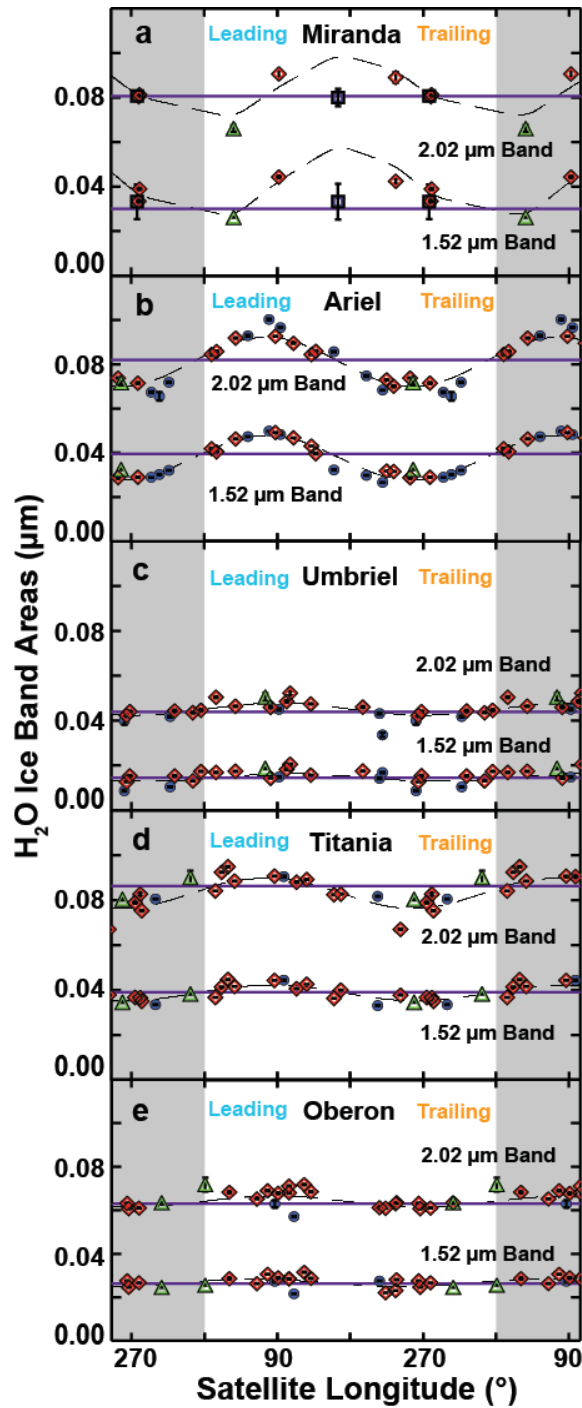 a Leading Miranda Trailing
0.08
2.02 µm Band
0.04
1.52 µm Band
0.00
b Leading Ariel Trailing
0.08
2.02 µm Band
0.04
1.52 µm Band
0.00
c Leading Umbriel Trailing
0.08
2.02 µm Band
0.04
1.52 µm Band
0.00
d Leading Titania Trailing
0.08
2.02 µm Band
0.04
1.52 µm Band
0.00
e Leading Oberon Trailing
2.02 µm Band
0.08
0.04
1.52 µm Band
0.00
270 90 270 90
Satellite Longitude (°)
H₂O Ice Band Areas (µm)